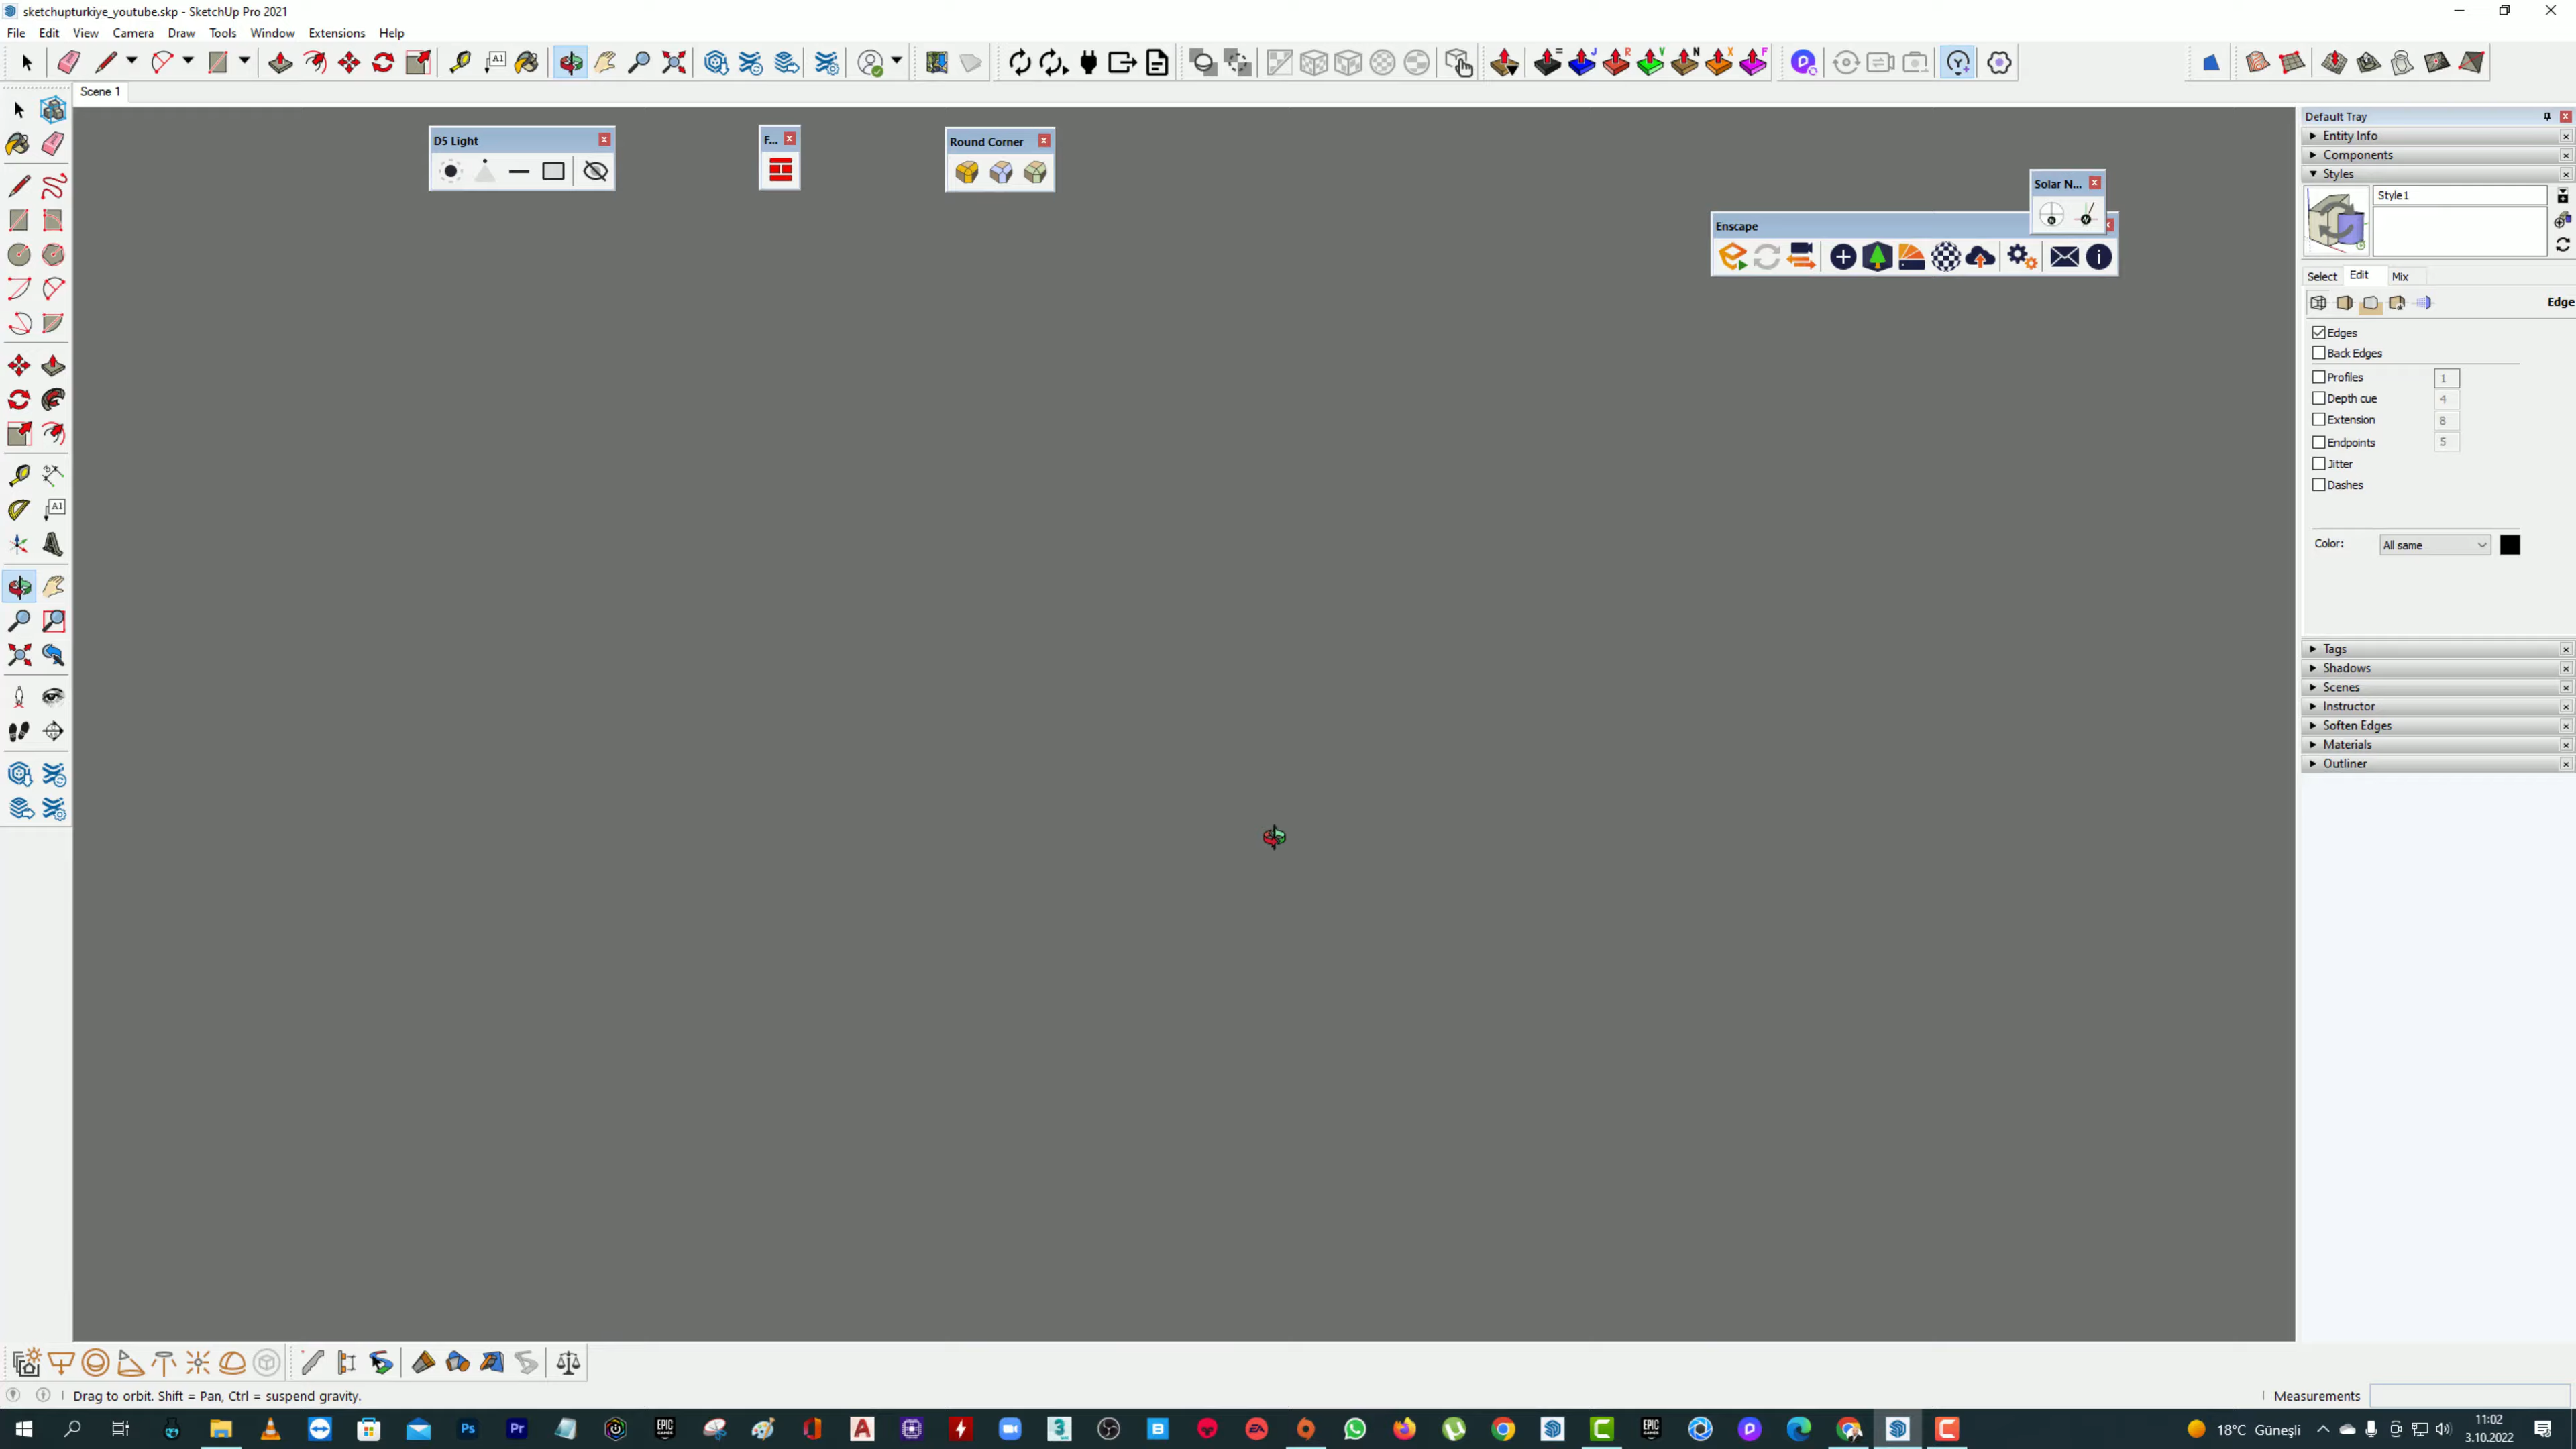 sketchupturkiye_youtube.skp - SketchUp Pro 2021
File Edit View Camera Draw Tools Window Extensions Help
Scene 1
D5 Light
F...
Round Corner
Solar N...
Enscape
Default Tray
Entity Info
Components
Styles
Style1
Select Edit Mix
Edge
Edges
Back Edges
Profiles 1
Depth cue 4
Extension 8
Endpoints 5
Jitter
Dashes
Color: All same
Tags
Shadows
Scenes
Instructor
Soften Edges
Materials
Outliner
Drag to orbit. Shift = Pan, Ctrl = suspend gravity.
Measurements
18°C Güneşli
11:02
3.10.2022